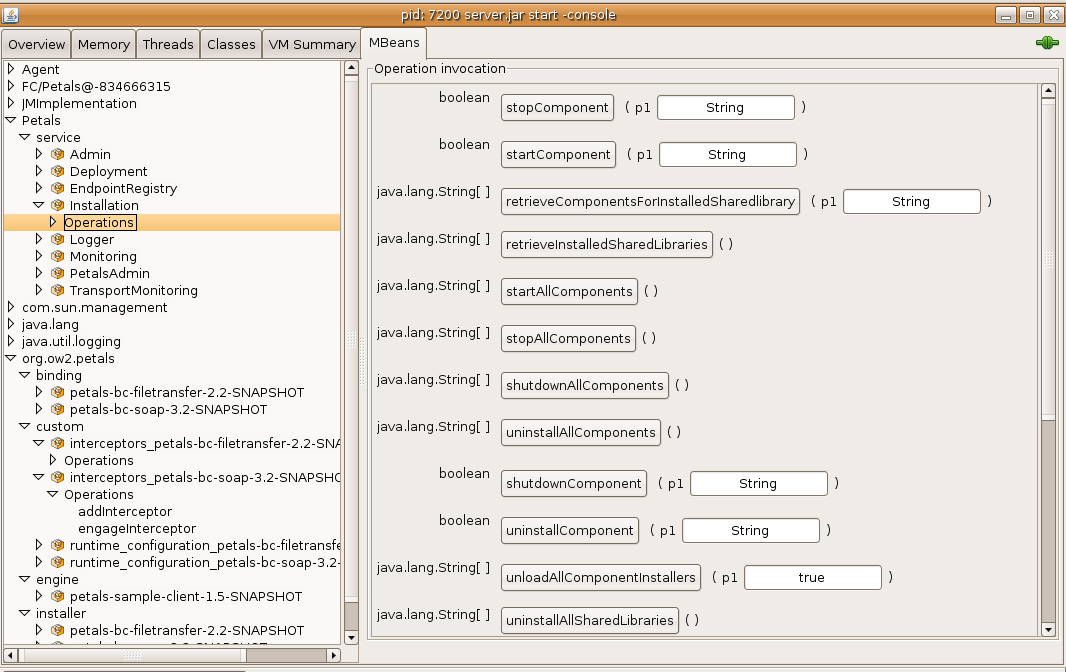 pid: 7200 server.jar start -console
Overview Memory Threads Classes VM Summary MBeans
Agent
FC/Petals@-834666315
JMImplementation
Petals
service
Admin
Deployment
EndpointRegistry
Installation
Operations
Logger
Monitoring
PetalsAdmin
TransportMonitoring
com.sun.management
java.lang
java.util.logging
org.ow2.petals
binding
petals-bc-filetransfer-2.2-SNAPSHOT
petals-bc-soap-3.2-SNAPSHOT
custom
interceptors_petals-bc-filetransfer-2.2-SNA
Operations
interceptors_petals-bc-soap-3.2-SNAPSHO
Operations
addInterceptor
engageInterceptor
runtime_configuration_petals-bc-filetransfe
runtime_configuration_petals-bc-soap-3.2-
engine
petals-sample-client-1.5-SNAPSHOT
installer
petals-bc-filetransfer-2.2-SNAPSHOT
Operation invocation
boolean stopComponent ( p1 String )
boolean startComponent ( p1 String )
java.lang.String[ ] retrieveComponentsForInstalledSharedlibrary ( p1 String )
java.lang.String[ ] retrieveInstalledSharedLibraries ( )
java.lang.String[ ] startAllComponents ( )
java.lang.String[ ] stopAllComponents ( )
java.lang.String[ ] shutdownAllComponents ( )
java.lang.String[ ] uninstallAllComponents ( )
boolean shutdownComponent ( p1 String )
boolean uninstallComponent ( p1 String )
java.lang.String[ ] unloadAllComponentInstallers ( p1 true )
java.lang.String[ ] uninstallAllSharedLibraries ( )